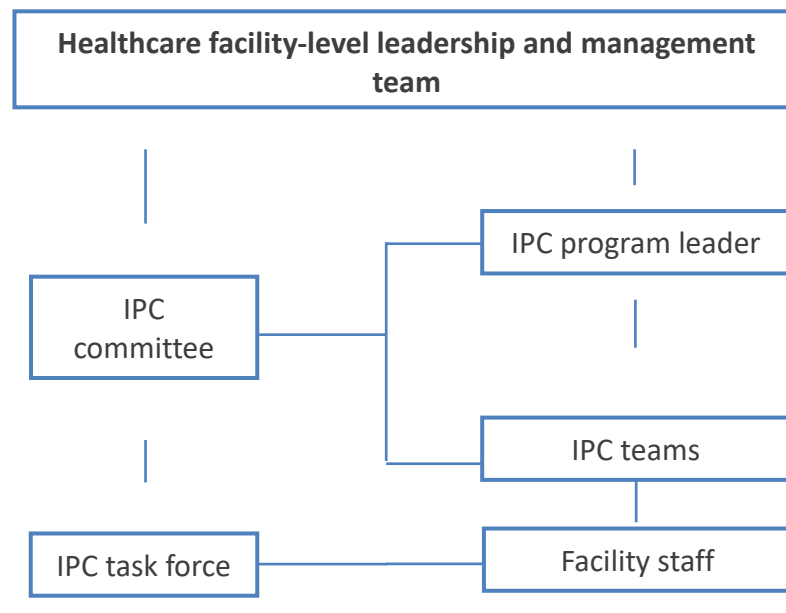 Healthcare facility-level leadership and management
team
IPC program leader
IPC
committee
IPC teams
IPC task force
Facility staff